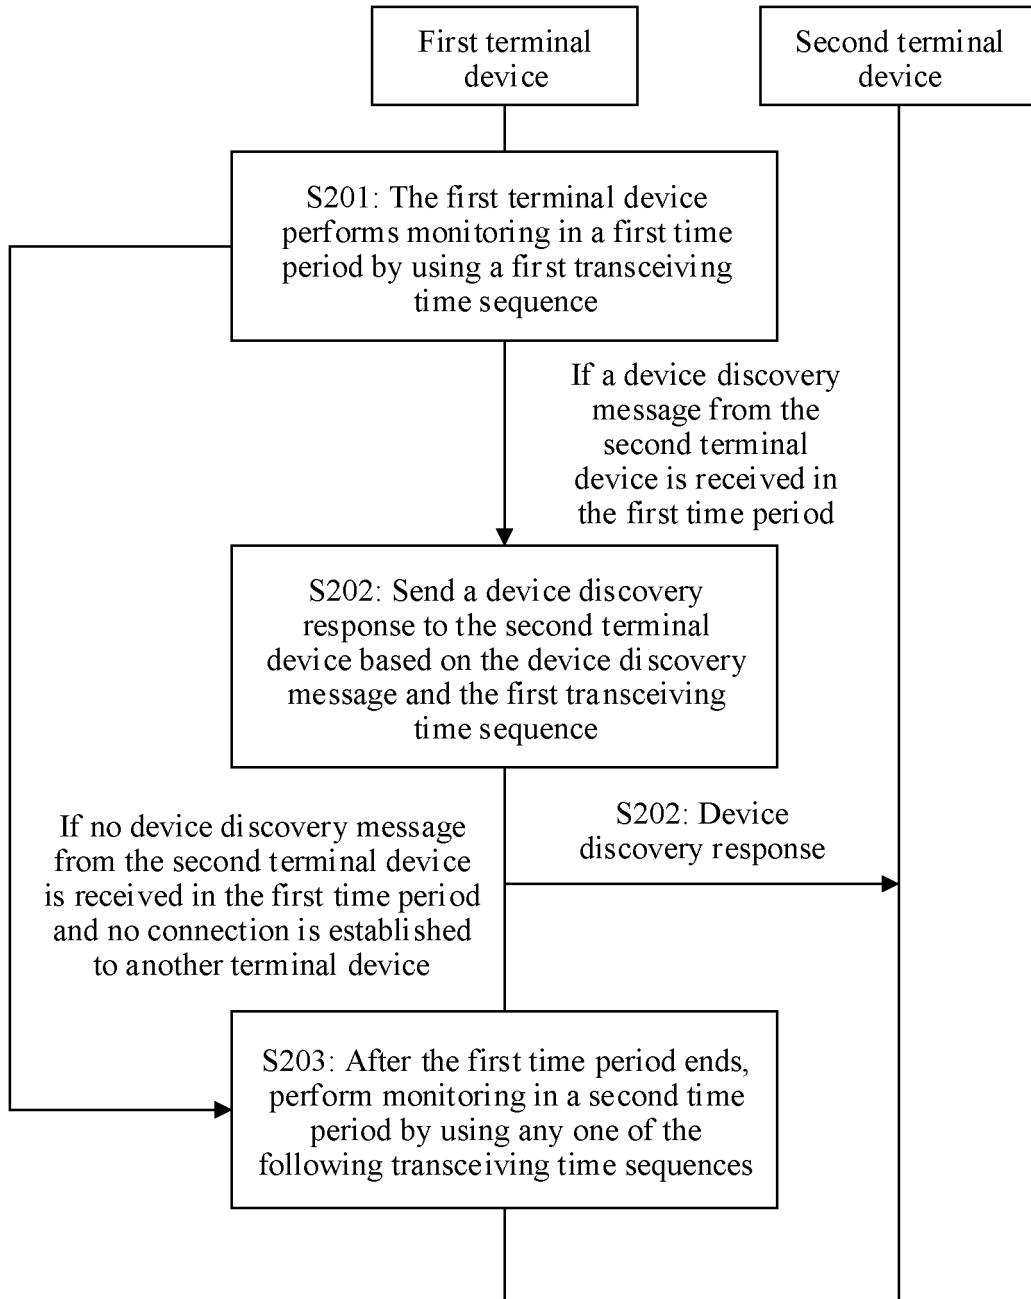 First terminal
device
Second terminal
device
S201: The first terminal device
performs monitoring in a first time
period by using a first transceiving
time sequence
If a device discovery
message from the
second terminal
device is received in
the first time period
S202: Send a device discovery
response to the second terminal
device based on the device discovery
message and the first transceiving
time sequence
S202: Device
discovery response
If no device discovery message
from the second terminal device
is received in the first time period
and no connection is established
to another terminal device
S203: After the first time period ends,
perform monitoring in a second time
period by using any one of the
following transceiving time sequences